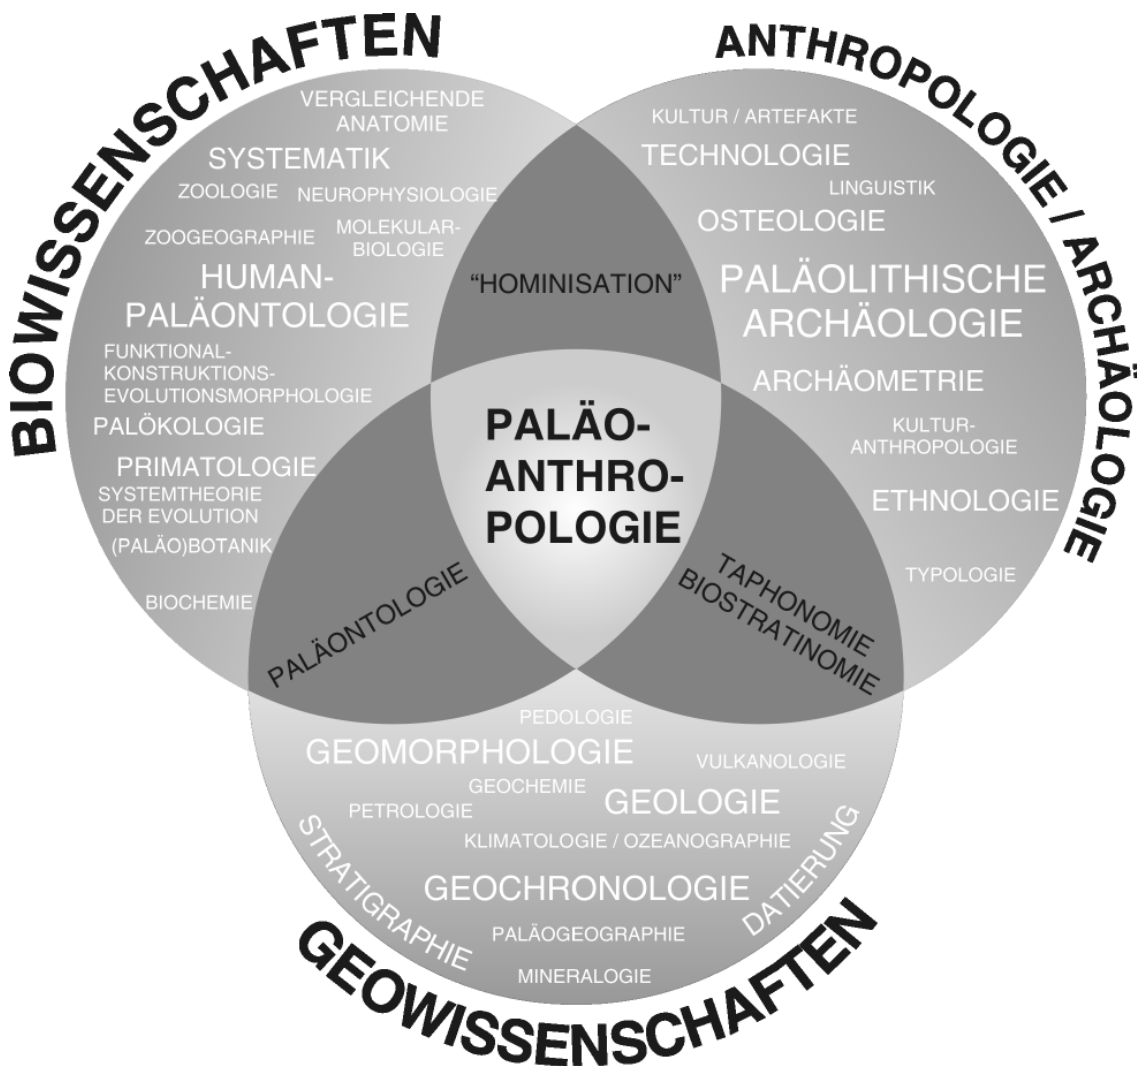 BIOWISSENSCHAFTEN
VERGLEICHENDE
ANATOMIE
SYSTEMATIK
ZOOLOGIE
NEUROPHYSIOLOGIE
ZOOGEOGRAPHIE
MOLEKULAR-
BIOLOGIE
HUMAN-
PALÄONTOLOGIE
FUNKTIONAL-
KONSTRUKTIONS-
EVOLUTIONSMORPHOLOGIE
PALÖKOLOGIE
PRIMATOLOGIE
SYSTEMTHEORIE
DER EVOLUTION
(PALÄO)BOTANIK
BIOCHEMIE
ANTHROPOLOGIE / ARCHÄOLOGIE
KULTUR / ARTEFAKTE
TECHNOLOGIE
LINGUISTIK
OSTEOLOGIE
PALÄOLITHISCHE
ARCHÄOLOGIE
ARCHÄOMETRIE
KULTUR-
ANTHROPOLOGIE
ETHNOLOGIE
TYPOLOGIE
“HOMINISATION”
PALÄO-
ANTHRO-
POLOGIE
PALÄONTOLOGIE
TAPHONOMIE
BIOSTRATINOMIE
PEDOLOGIE
GEOMORPHOLOGIE
VULKANOLOGIE
GEOCHEMIE
GEOLOGIE
PETROLOGIE
KLIMATOLOGIE / OZEANOGRAPHIE
STRATIGRAPHIE
DATIERUNG
GEOCHRONOLOGIE
PALÄOGEOGRAPHIE
MINERALOGIE
GEOWISSENSCHAFTEN